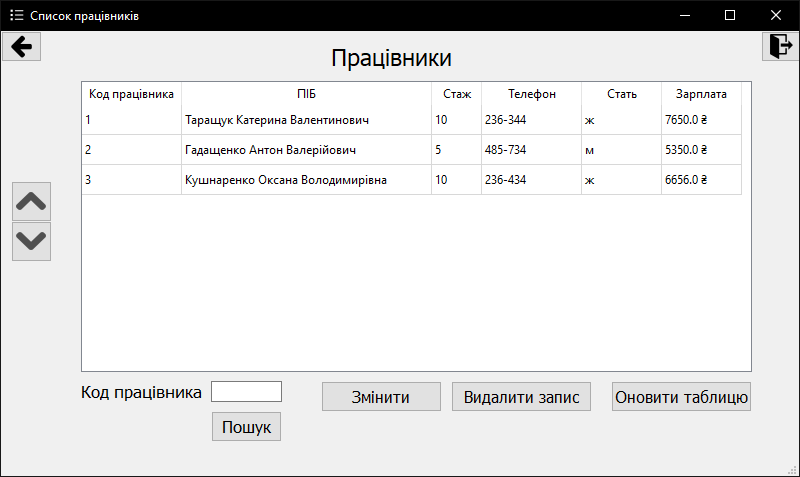 Список працівників
Працівники
Код працівника ПІБ Стаж Телефон Стать Зарплата
1 Таращук Катерина Валентинович 10 236-344 ж 7650.0 ₴
2 Гадащенко Антон Валерійович 5 485-734 м 5350.0 ₴
3 Кушнаренко Оксана Володимирівна 10 236-434 ж 6656.0 ₴
Код працівника Змінити Видалити запис Оновити таблицю
Пошук